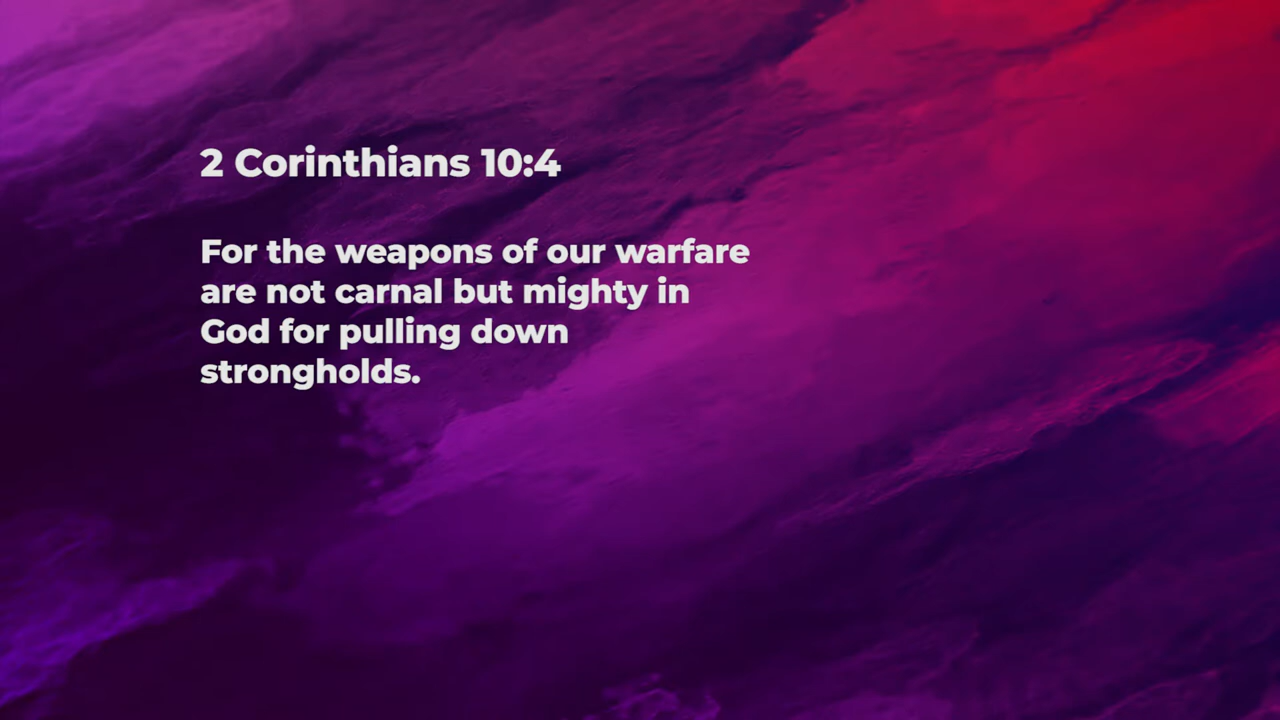 2 Corinthians 10:4
For the weapons of our warfare
are not carnal but mighty in
God for pulling down
strongholds.